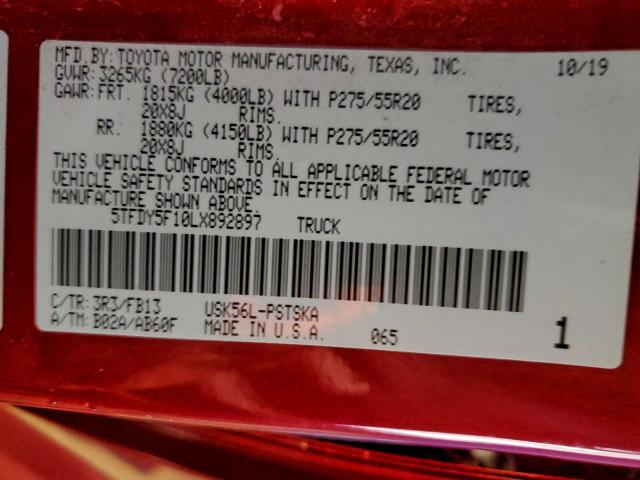 MFD.BY:TOYOTA MOTOR MANUFACTURING, TEXAS, INC. 10/19
GVWR:3265KG (7200LB)
GAWR:FRT. 1815KG (4000LB) WITH P275/55R20 TIRES,
20X8J RIMS.
RR. 1880KG (4150LB) WITH P275/55R20 TIRES,
20X8J RIMS.
THIS VEHICLE CONFORMS TO ALL APPLICABLE FEDERAL MOTOR
VEHICLE SAFETY STANDARDS IN EFFECT ON THE DATE OF
MANUFACTURE SHOWN ABOVE
5TFDY5F10LX892897 TRUCK
C/TR:3R3/FB13 USK56L-PSTSKA
A/TM:B02A/AB60F MADE IN U.S.A. 065 1